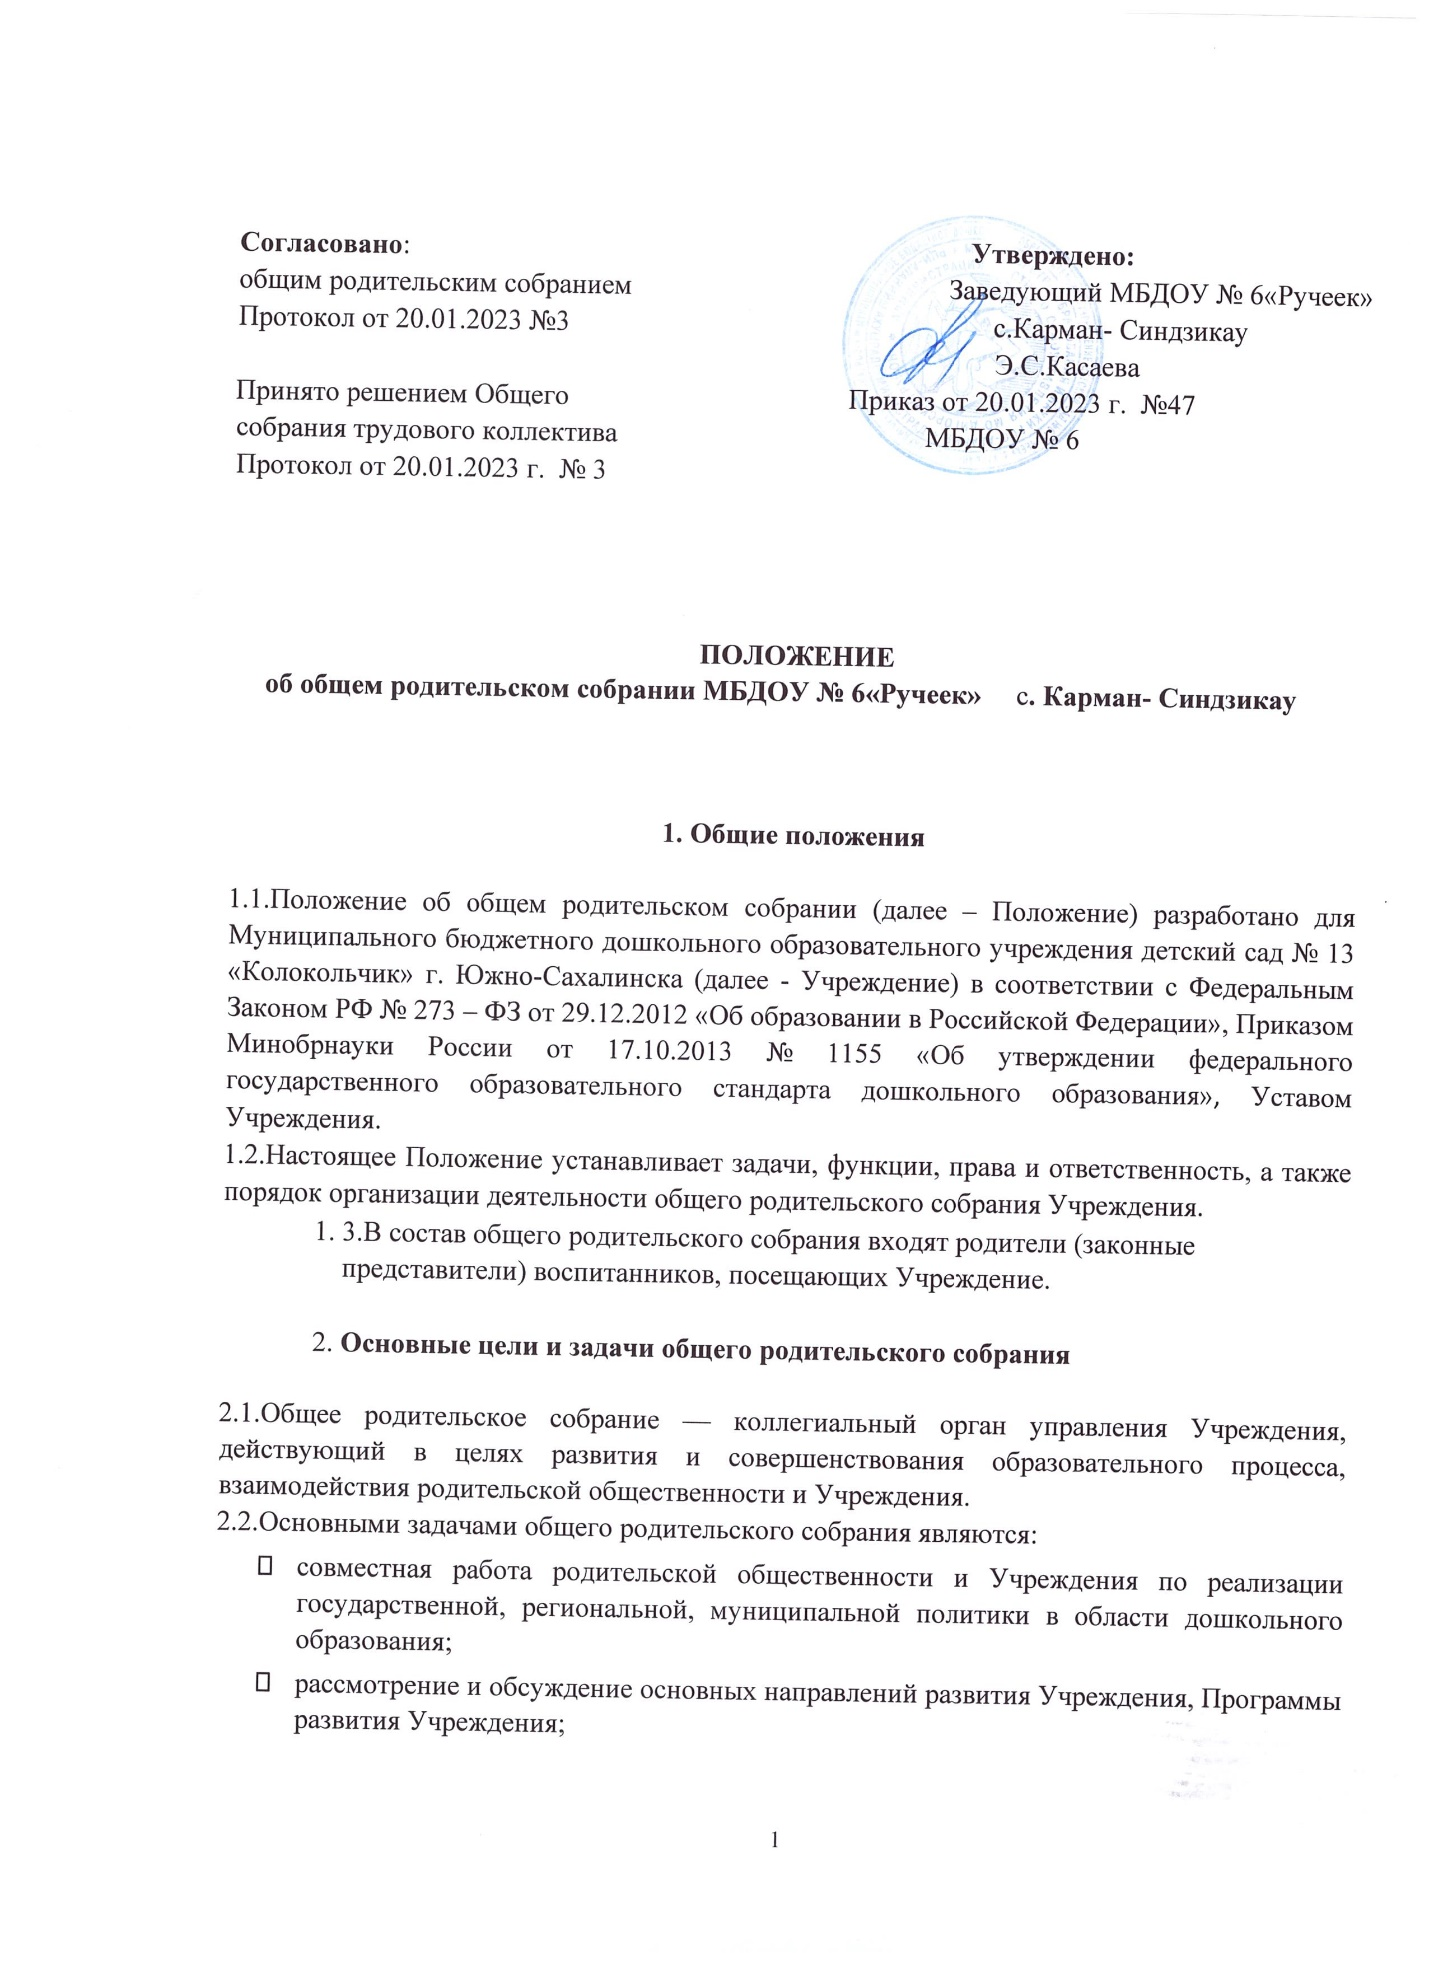 Согласовано:
общим родительским собранием
Протокол от 20.01.2023 №3
Принято решением Общего
собрания трудового коллектива
Протокол от 20.01.2023 г.  № 3
Утверждено:
Заведующий МБДОУ № 6«Ручеек»
с.Карман- Синдзикау
Э.С.Касаева
Приказ от 20.01.2023 г.  №47
МБДОУ № 6
ПОЛОЖЕНИЕ
об общем родительском собрании МБДОУ № 6«Ручеек»     с. Карман- Синдзикау
1. Общие положения
1.1.Положение об общем родительском собрании (далее – Положение) разработано для
Муниципального бюджетного дошкольного образовательного учреждения детский сад № 13
«Колокольчик» г. Южно-Сахалинска (далее - Учреждение) в соответствии с Федеральным
Законом РФ № 273 – ФЗ от 29.12.2012 «Об образовании в Российской Федерации», Приказом
Минобрнауки России от 17.10.2013 № 1155 «Об утверждении федерального
государственного образовательного стандарта дошкольного образования», Уставом
Учреждения.
1.2.Настоящее Положение устанавливает задачи, функции, права и ответственность, а также
порядок организации деятельности общего родительского собрания Учреждения.
1. 3.В состав общего родительского собрания входят родители (законные
представители) воспитанников, посещающих Учреждение.
2. Основные цели и задачи общего родительского собрания
2.1.Общее родительское собрание — коллегиальный орган управления Учреждения,
действующий в целях развития и совершенствования образовательного процесса,
взаимодействия родительской общественности и Учреждения.
2.2.Основными задачами общего родительского собрания являются:
▯ совместная работа родительской общественности и Учреждения по реализации
государственной, региональной, муниципальной политики в области дошкольного
образования;
▯ рассмотрение и обсуждение основных направлений развития Учреждения, Программы
развития Учреждения;
1